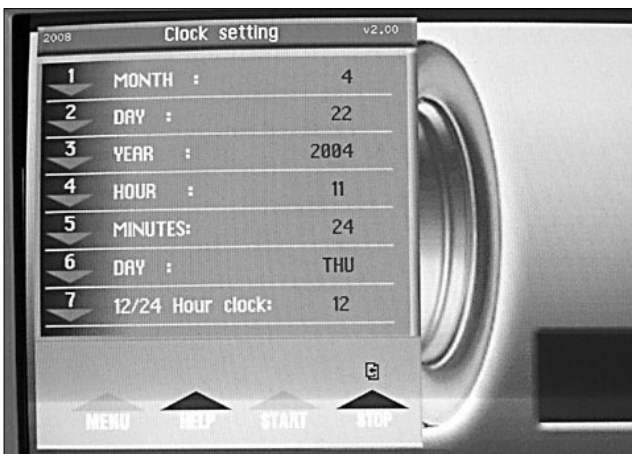 2008 Clock setting v2.00
1 MONTH : 4
2 DAY : 22
3 YEAR : 2004
4 HOUR : 11
5 MINUTES: 24
6 DAY : THU
7 12/24 Hour clock: 12
MENU HELP START STOP